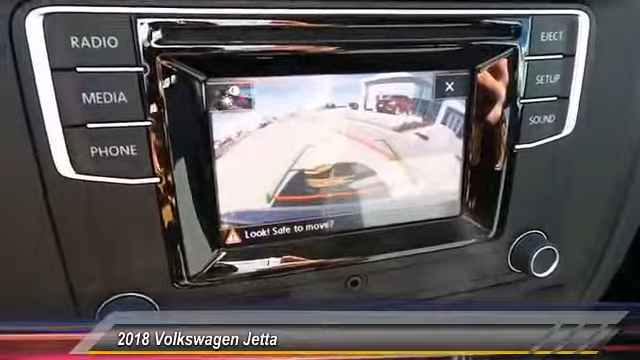 RADIO
EJECT
MEDIA
SETUP
PHONE
SOUND
X
Look! Safe to move?
2018 Volkswagen Jetta